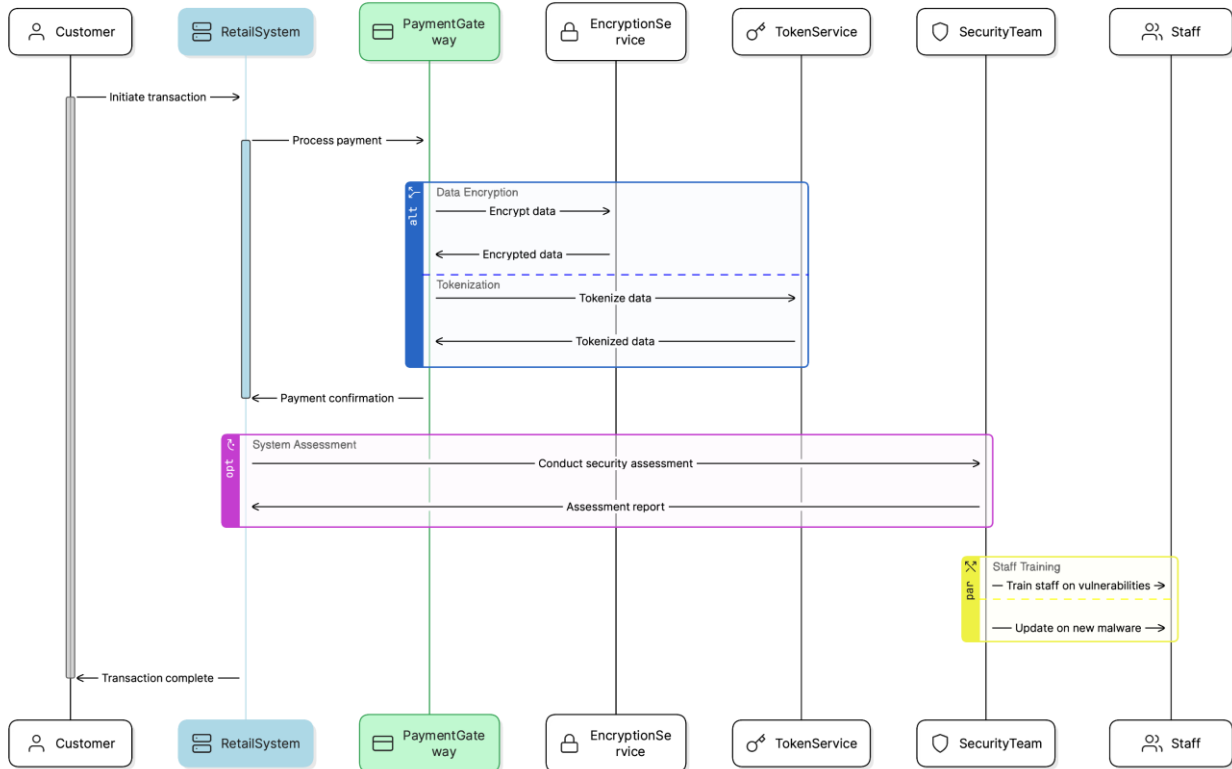 Customer
RetailSystem
PaymentGate
way
EncryptionSe
rvice
TokenService
SecurityTeam
Staff
Initiate transaction
Process payment
alt
Data Encryption
Encrypt data
Encrypted data
Tokenization
Tokenize data
Tokenized data
Payment confirmation
opt
System Assessment
Conduct security assessment
Assessment report
par
Staff Training
Train staff on vulnerabilities
Update on new malware
Transaction complete
Customer
RetailSystem
PaymentGate
way
EncryptionSe
rvice
TokenService
SecurityTeam
Staff